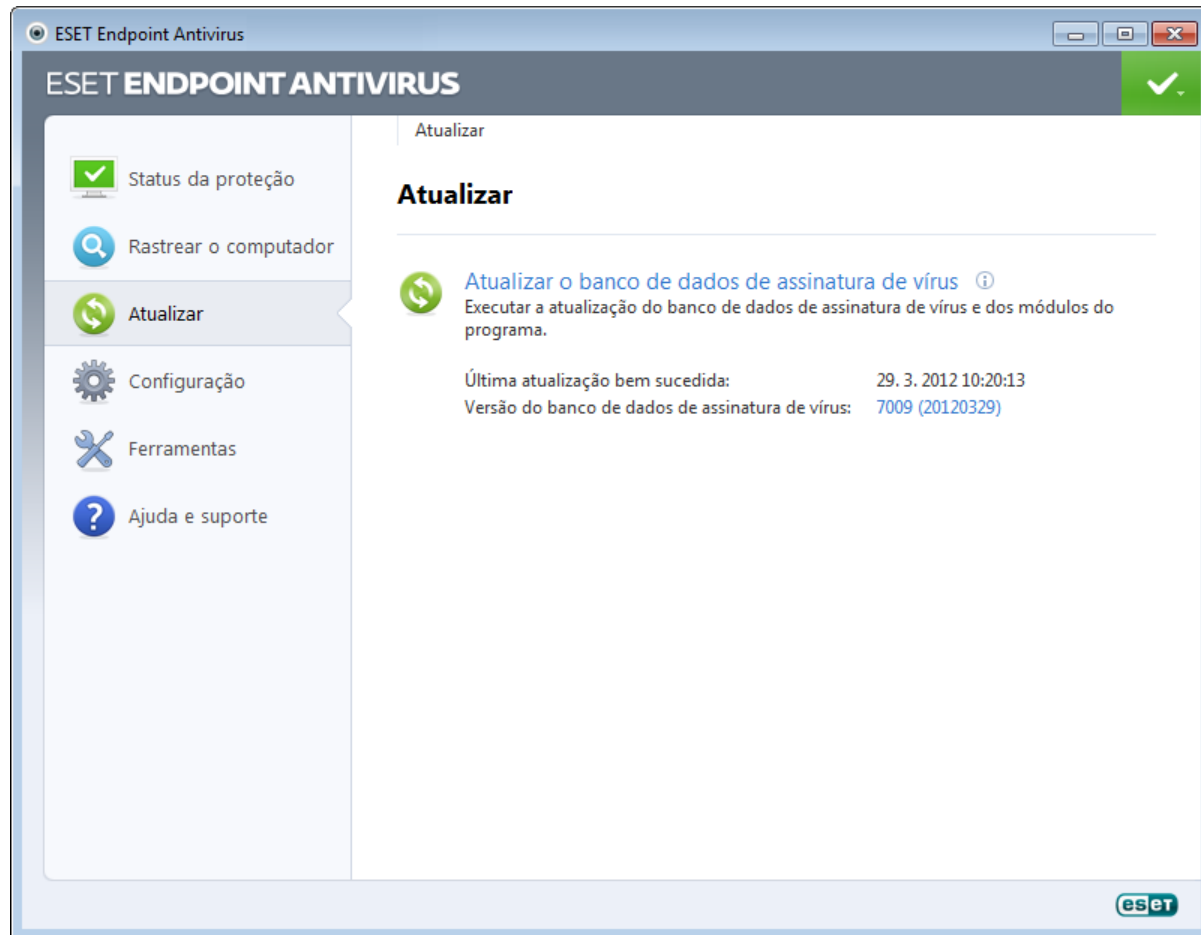 ESET Endpoint Antivirus
ESET ENDPOINT ANTIVIRUS
Status da proteção
Rastrear o computador
Atualizar
Configuração
Ferramentas
Ajuda e suporte
Atualizar
Atualizar
Atualizar o banco de dados de assinatura de vírus
Executar a atualização do banco de dados de assinatura de vírus e dos módulos do
programa.
Última atualização bem sucedida: 29. 3. 2012 10:20:13
Versão do banco de dados de assinatura de vírus: 7009 (20120329)
eseT